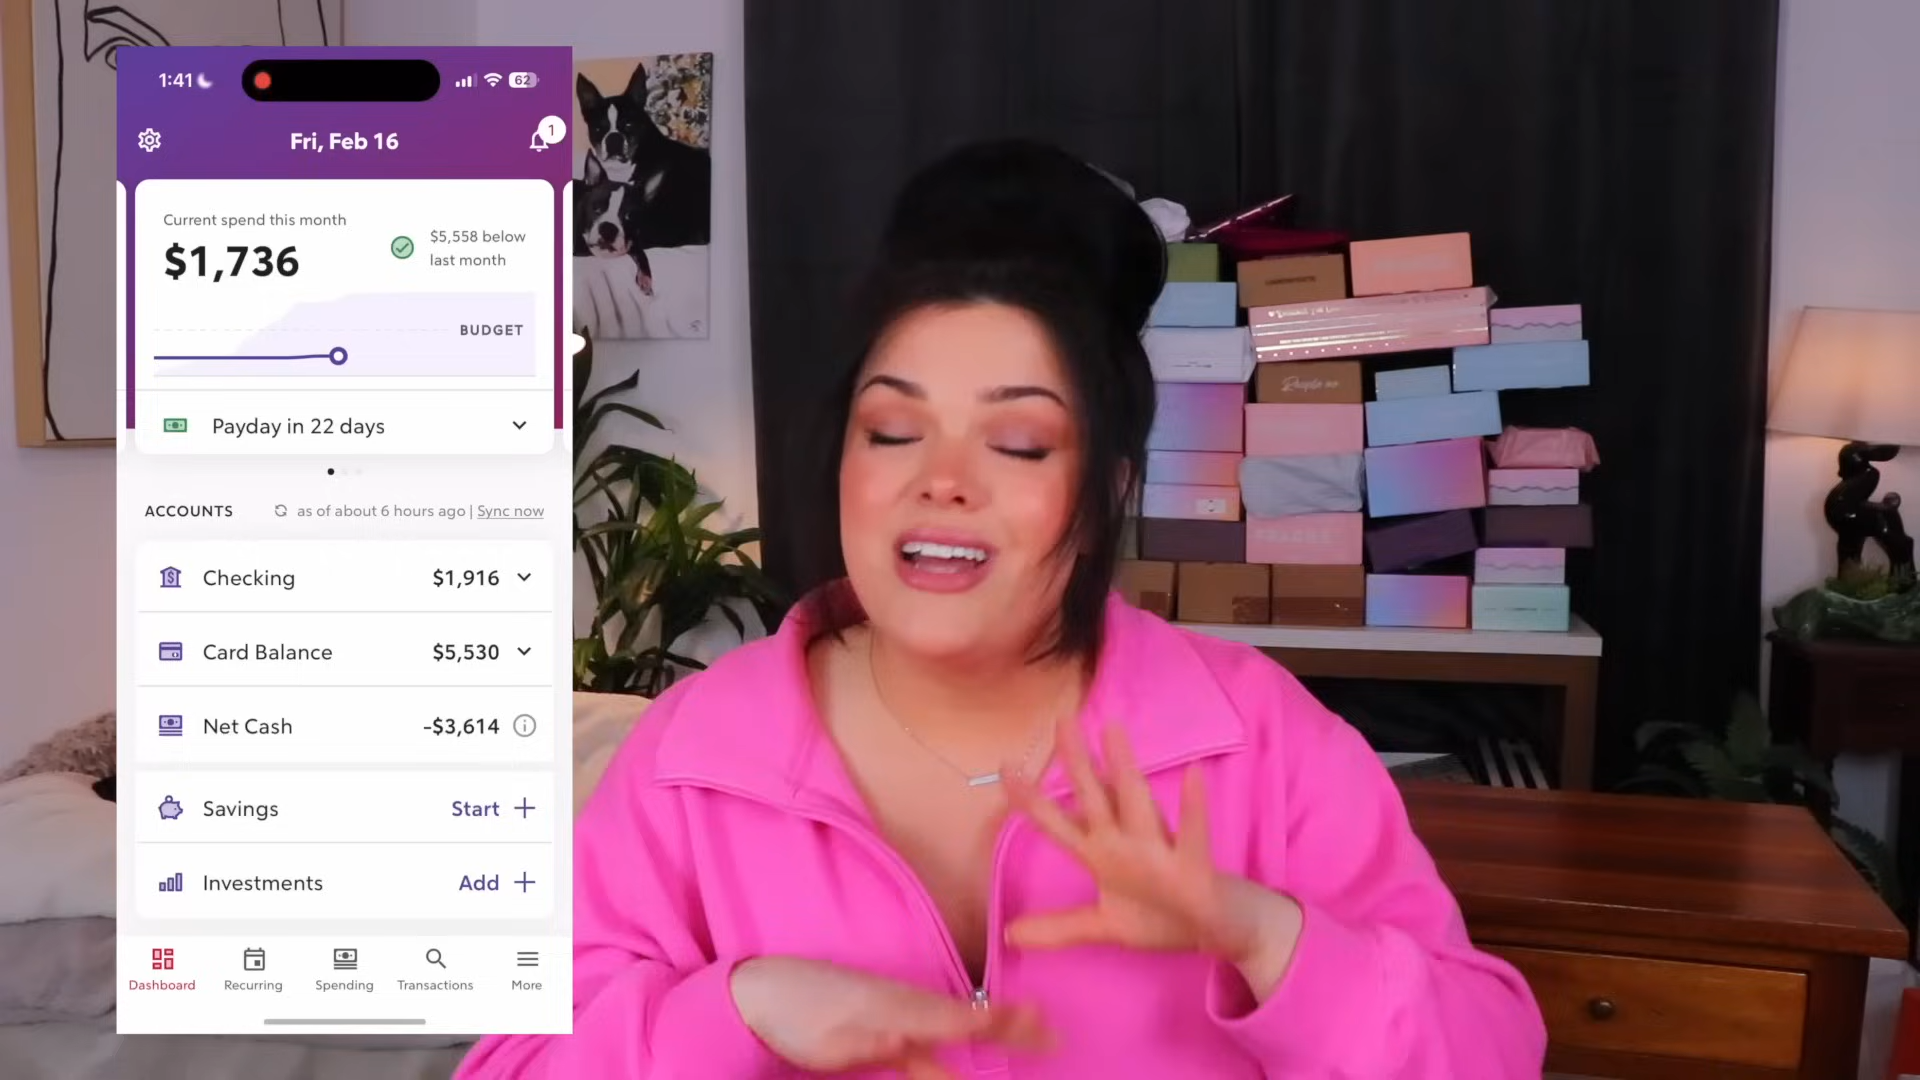 1:41
62
Fri, Feb 16
1
Current spend this month
$1,736
$5,558 below
last month
BUDGET
Payday in 22 days
ACCOUNTS
as of about 6 hours ago | Sync now
Checking
$1,916
Card Balance
$5,530
Net Cash
-$3,614
Savings
Start
Investments
Add
Dashboard
Recurring
Spending
Transactions
More